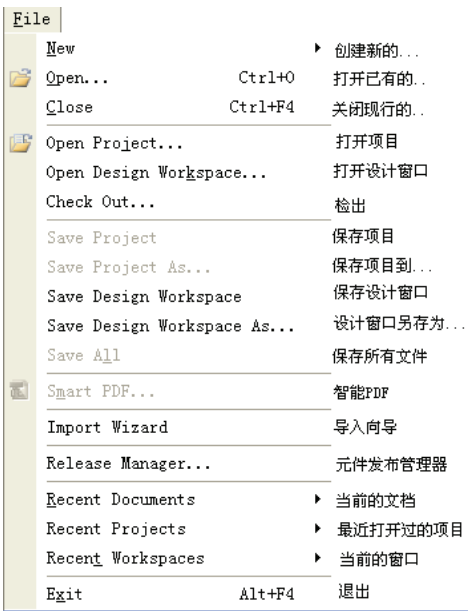 File
New 创建新的...
Open... Ctrl+O 打开已有的..
Close Ctrl+F4 关闭现行的..
Open Project... 打开项目
Open Design Workspace... 打开设计窗口
Check Out... 检出
Save Project 保存项目
Save Project As... 保存项目到...
Save Design Workspace 保存设计窗口
Save Design Workspace As... 设计窗口另存为...
Save All 保存所有文件
Smart PDF... 智能PDF
Import Wizard 导入向导
Release Manager... 元件发布管理器
Recent Documents 当前的文档
Recent Projects 最近打开过的项目
Recent Workspaces 当前的窗口
Exit Alt+F4 退出